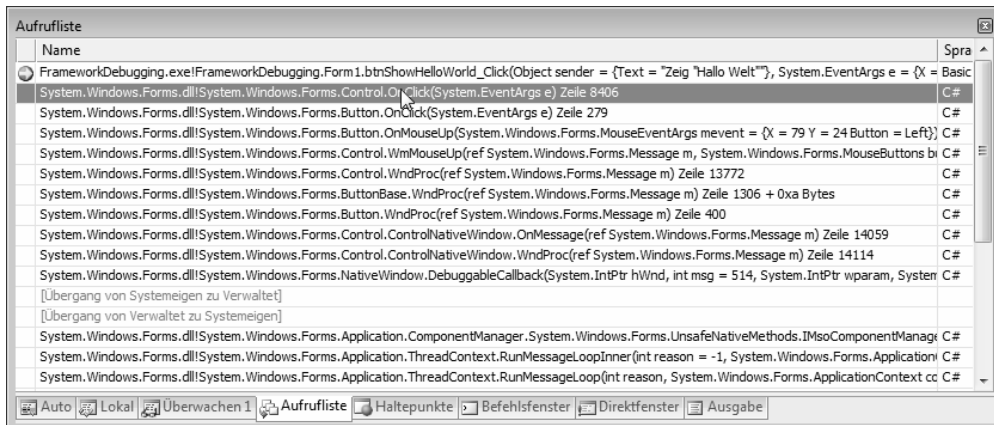 Aufrufliste
Name Spra
FrameworkDebugging.exe!FrameworkDebugging.Form1.btnShowHelloWorld_Click(Object sender = {Text = "Zeig "Hallo Welt""}, System.EventArgs e = {X = Basic
System.Windows.Forms.dll!System.Windows.Forms.Control.OnClick(System.EventArgs e) Zeile 8406 C#
System.Windows.Forms.dll!System.Windows.Forms.Button.OnClick(System.EventArgs e) Zeile 279 C#
System.Windows.Forms.dll!System.Windows.Forms.Button.OnMouseUp(System.Windows.Forms.MouseEventArgs mevent = {X = 79 Y = 24 Button = Left}) C#
System.Windows.Forms.dll!System.Windows.Forms.Control.WmMouseUp(ref System.Windows.Forms.Message m, System.Windows.Forms.MouseButtons bu C#
System.Windows.Forms.dll!System.Windows.Forms.Control.WndProc(ref System.Windows.Forms.Message m) Zeile 13772 C#
System.Windows.Forms.dll!System.Windows.Forms.ButtonBase.WndProc(ref System.Windows.Forms.Message m) Zeile 1306 + 0xa Bytes C#
System.Windows.Forms.dll!System.Windows.Forms.Button.WndProc(ref System.Windows.Forms.Message m) Zeile 400 C#
System.Windows.Forms.dll!System.Windows.Forms.Control.ControlNativeWindow.OnMessage(ref System.Windows.Forms.Message m) Zeile 14059 C#
System.Windows.Forms.dll!System.Windows.Forms.Control.ControlNativeWindow.WndProc(ref System.Windows.Forms.Message m) Zeile 14114 C#
System.Windows.Forms.dll!System.Windows.Forms.NativeWindow.DebuggableCallback(System.IntPtr hWnd, int msg = 514, System.IntPtr wparam, System C#
[Übergang von Systemeigen zu Verwaltet]
[Übergang von Verwaltet zu Systemeigen]
System.Windows.Forms.dll!System.Windows.Forms.Application.ComponentManager.System.Windows.Forms.UnsafeNativeMethods.IMsoComponentManage C#
System.Windows.Forms.dll!System.Windows.Forms.Application.ThreadContext.RunMessageLoopInner(int reason = -1, System.Windows.Forms.Application C#
System.Windows.Forms.dll!System.Windows.Forms.Application.ThreadContext.RunMessageLoop(int reason, System.Windows.Forms.ApplicationContext co C#
Auto Lokal Überwachen 1 Aufrufliste Haltepunkte Befehlsfenster Direktfenster Ausgabe